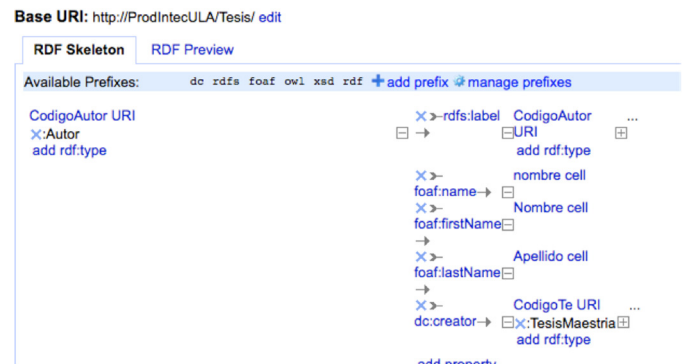 Base URI: http://ProdIntecULA/Tesis/ edit
RDF Skeleton RDF Preview
Available Prefixes: dc rdfs foaf owl xsd rdf add prefix manage prefixes
CodigoAutor URI
:Autor
add rdf:type
rdfs:label CodigoAutor ...
URI
add rdf:type
nombre cell
foaf:name
Nombre cell
foaf:firstName
Apellido cell
foaf:lastName
CodigoTe URI ...
dc:creator :TesisMaestria
add rdf:type
add property